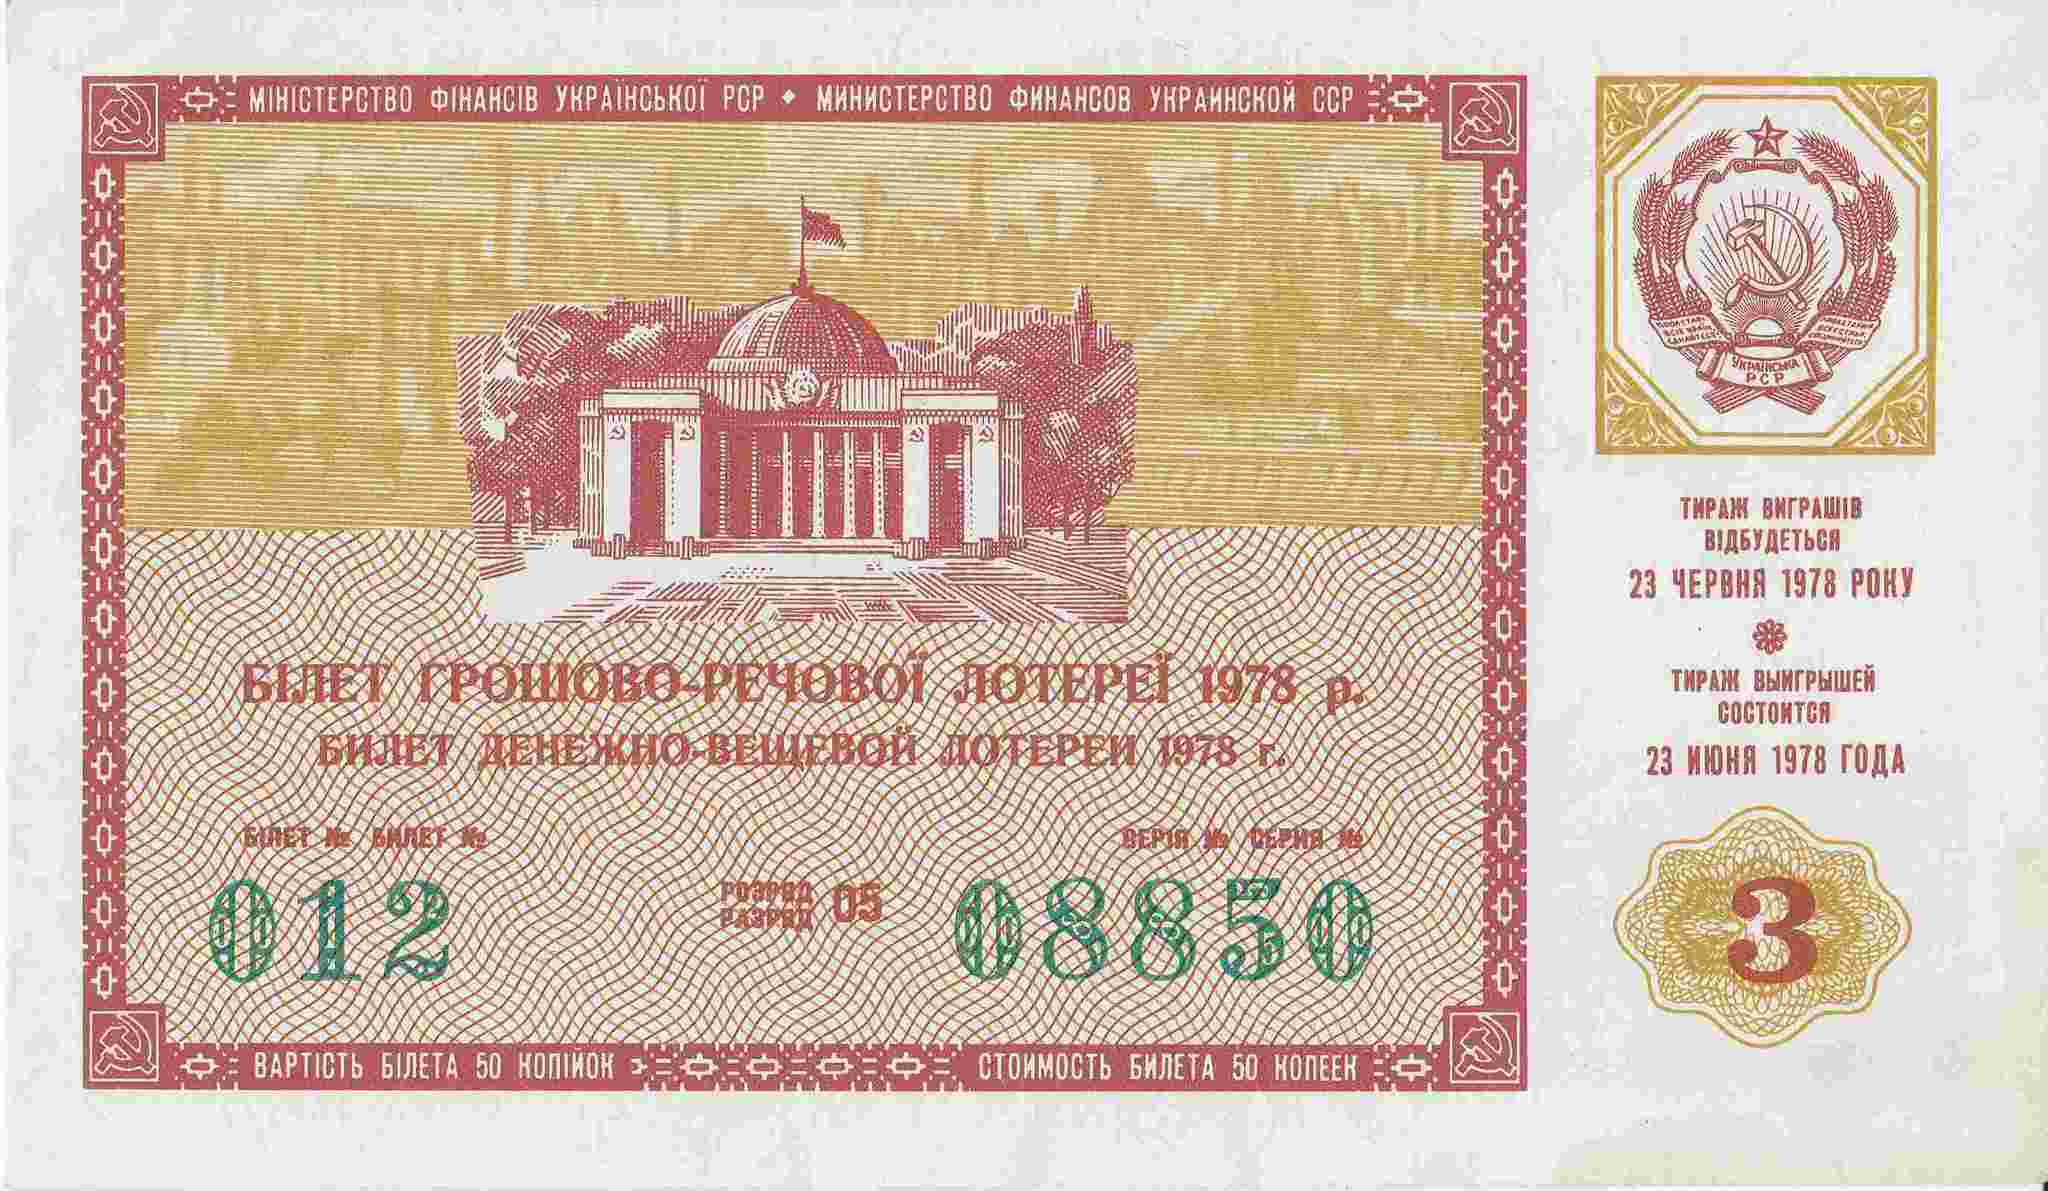 МІНІСТЕРСТВО ФІНАНСІВ УКРАЇНСЬКОЇ РСР • МИНИСТЕРСТВО ФИНАНСОВ УКРАИНСКОЙ ССР
БІЛЕТ ГРОШОВО-РЕЧОВОЇ ЛОТЕРЕЇ 1978 р.
БИЛЕТ ДЕНЕЖНО-ВЕЩЕВОЙ ЛОТЕРЕИ 1978 г.
БІЛЕТ № БИЛЕТ №
СЕРІЯ № СЕРИЯ №
012
РОЗРЯД
РАЗРЯД
05
08850
ВАРТІСТЬ БІЛЕТА 50 КОПІЙОК
СТОИМОСТЬ БИЛЕТА 50 КОПЕЕК
УКРАЇНСЬКА
РСР
ТИРАЖ ВИГРАШІВ
ВІДБУДЕТЬСЯ
23 ЧЕРВНЯ 1978 РОКУ
ТИРАЖ ВЫИГРЫШЕЙ
СОСТОИТСЯ
23 ИЮНЯ 1978 ГОДА
3